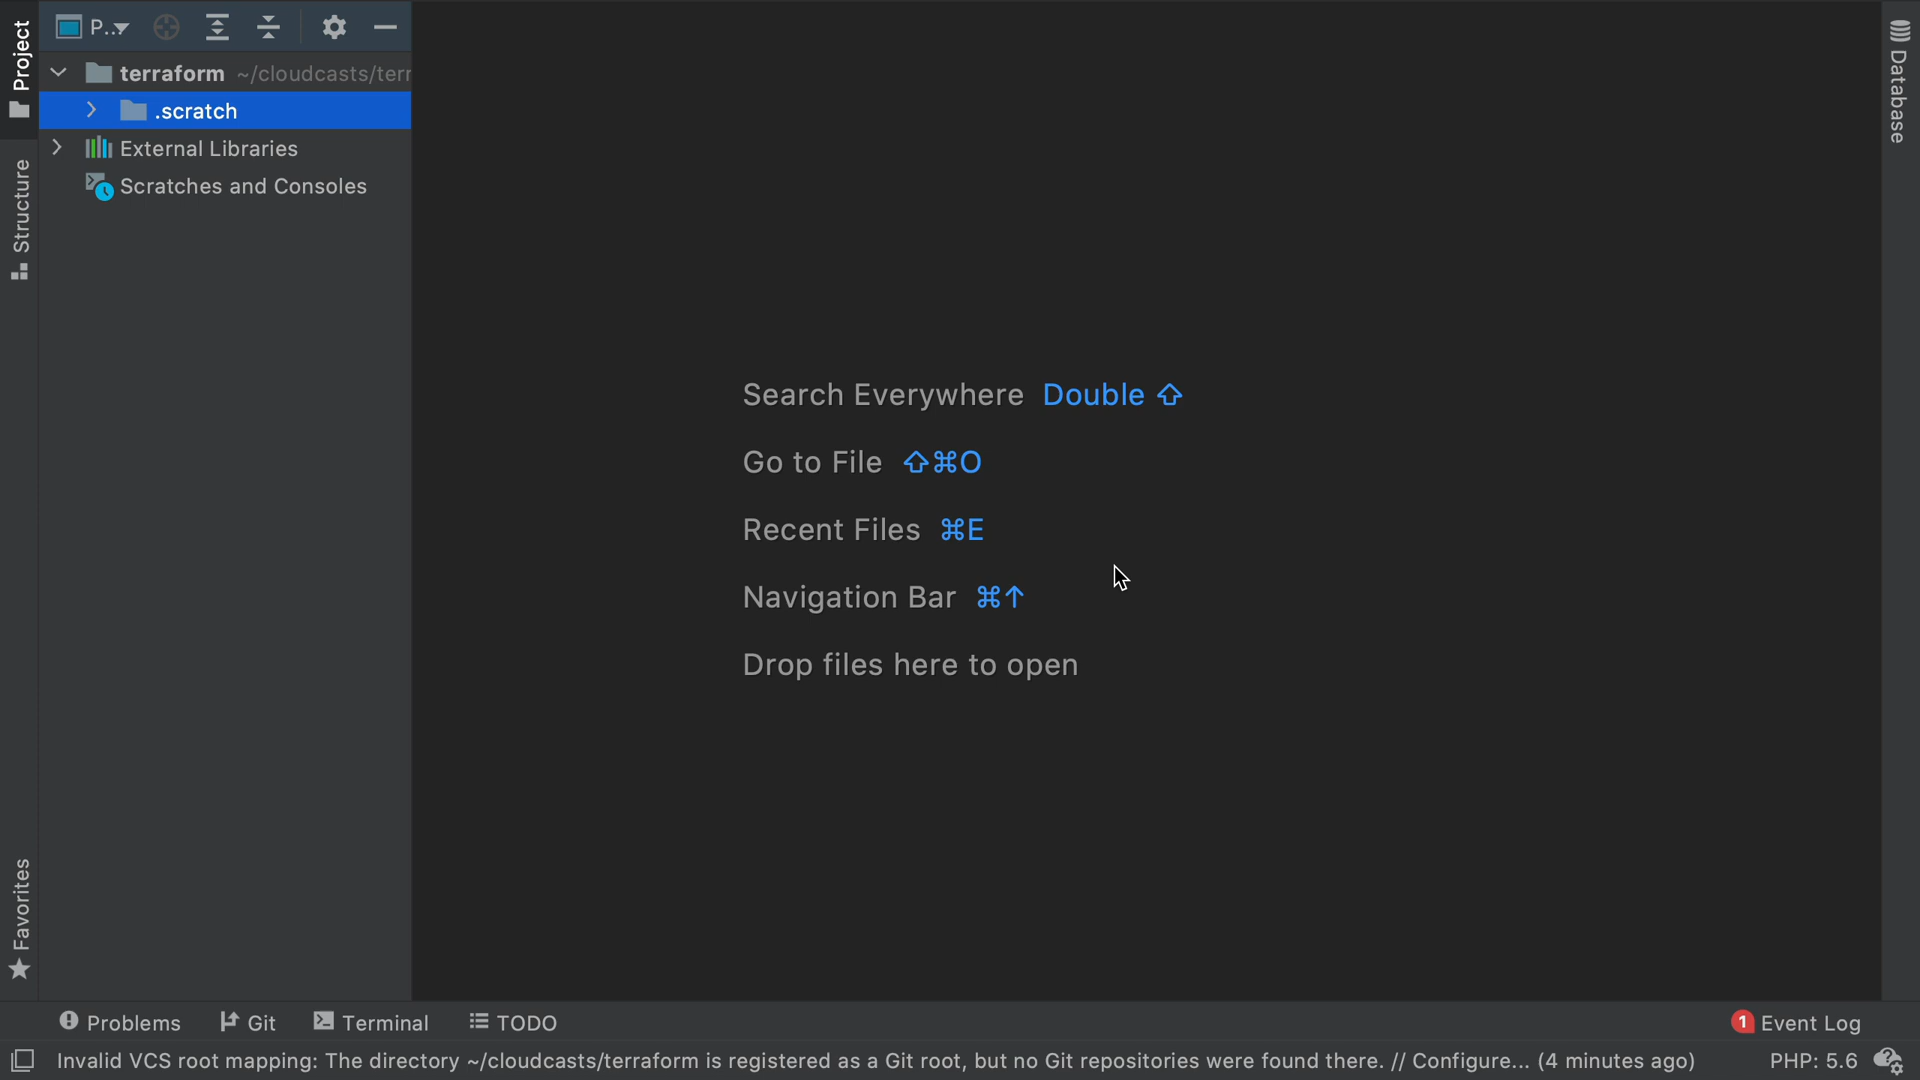 Project
P..
terraform ~/cloudcasts/terr
.scratch
External Libraries
Scratches and Consoles
Structure
Favorites
Database
Search Everywhere Double ⇧
Go to File ⇧⌘O
Recent Files ⌘E
Navigation Bar ⌘↑
Drop files here to open
Problems Git Terminal TODO 1 Event Log
Invalid VCS root mapping: The directory ~/cloudcasts/terraform is registered as a Git root, but no Git repositories were found there. // Configure... (4 minutes ago) PHP: 5.6